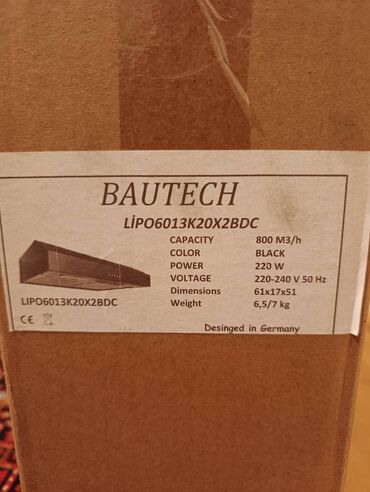 BAUTECH
LİPO6013K20X2BDC
CAPACITY 800 M3/h
COLOR BLACK
POWER 220 W
VOLTAGE 220-240 V 50 Hz
Dimensions 61x17x51
Weight 6,5/7 kg
LIPO6013K20X2BDC
CE
Desinged in Germany